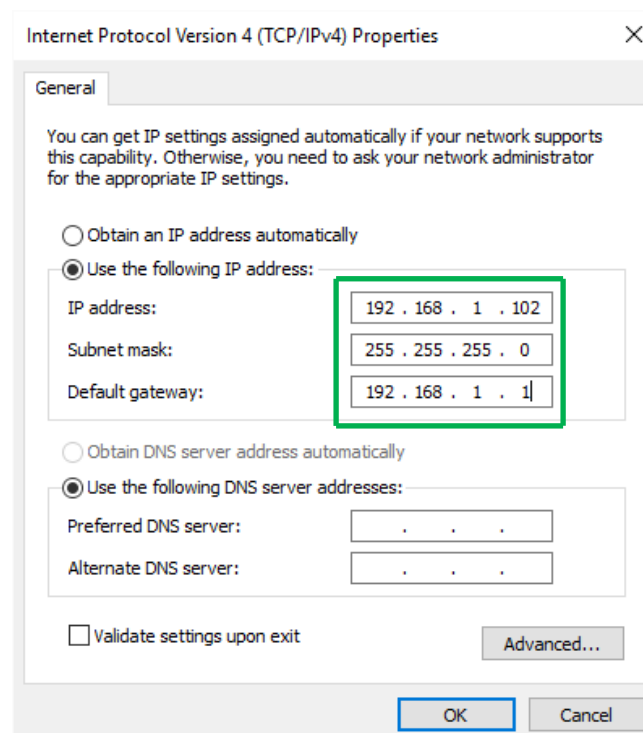 Internet Protocol Version 4 (TCP/IPv4) Properties
General
You can get IP settings assigned automatically if your network supports
this capability. Otherwise, you need to ask your network administrator
for the appropriate IP settings.
Obtain an IP address automatically
Use the following IP address:
IP address: 192 . 168 . 1 . 102
Subnet mask: 255 . 255 . 255 . 0
Default gateway: 192 . 168 . 1 . 1
Obtain DNS server address automatically
Use the following DNS server addresses:
Preferred DNS server: . . .
Alternate DNS server: . . .
Validate settings upon exit
Advanced...
OK Cancel